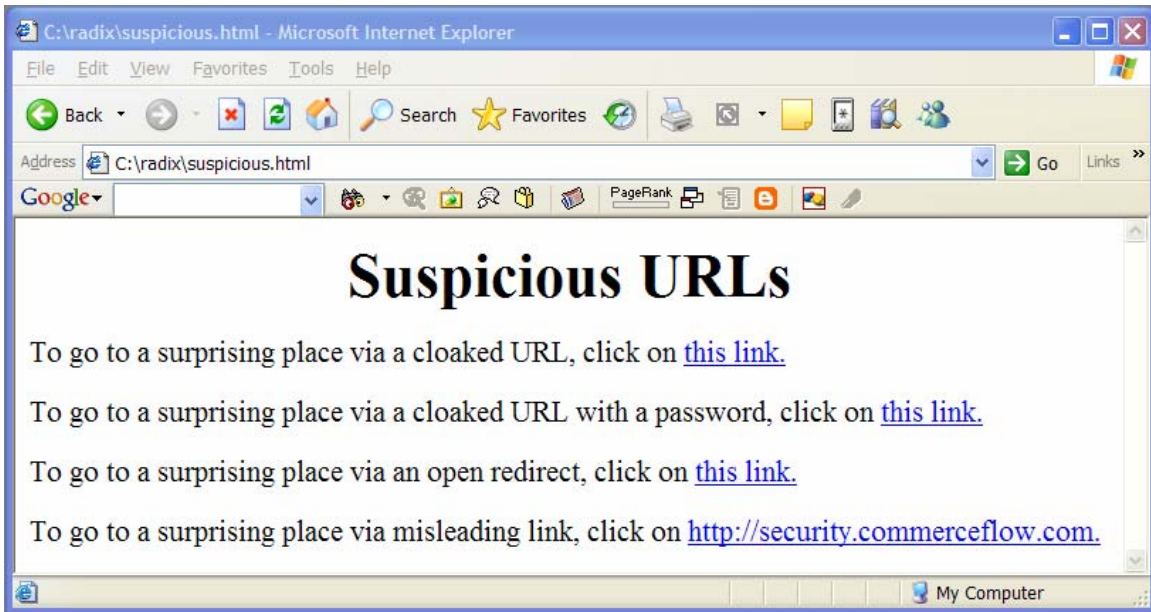 C:\radix\suspicious.html - Microsoft Internet Explorer
File Edit View Favorites Tools Help
Back Search Favorites
Address C:\radix\suspicious.html Go Links »
Google PageRank
Suspicious URLs
To go to a surprising place via a cloaked URL, click on this link.
To go to a surprising place via a cloaked URL with a password, click on this link.
To go to a surprising place via an open redirect, click on this link.
To go to a surprising place via misleading link, click on http://security.commerceflow.com.
My Computer